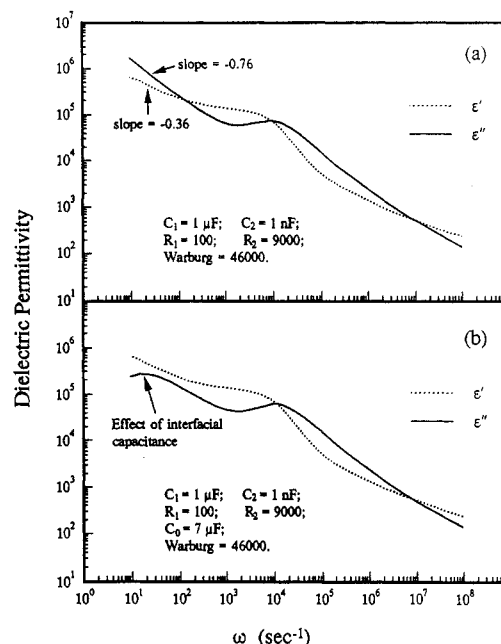 10⁷
10⁶
10⁵
10⁴
10³
10²
10¹
(a)
slope = -0.76
slope = -0.36
ε'
ε"
C₁ = 1 μF; C₂ = 1 nF;
R₁ = 100; R₂ = 9000;
Warburg = 46000.
Dielectric Permittivity
10⁶
10⁵
10⁴
10³
10²
10¹
(b)
ε'
ε"
Effect of interfacial
capacitance
C₁ = 1 μF; C₂ = 1 nF;
R₁ = 100; R₂ = 9000;
C₀ = 7 μF;
Warburg = 46000.
10⁰ 10¹ 10² 10³ 10⁴ 10⁵ 10⁶ 10⁷ 10⁸
ω (sec⁻¹)